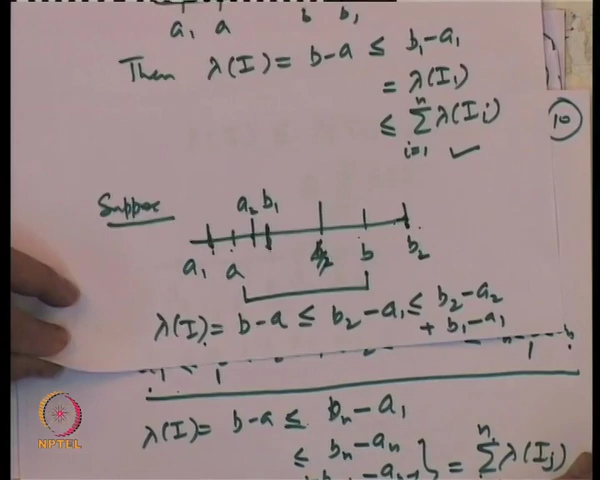 a₁ a b b₁
Then λ(I) = b-a ≤ b₁-a₁
= λ(I₁)
≤ ∑ⁿᵢ₌₁ λ(Iᵢ) ✓
10
Suppose
a₂ b₁
a₁ a b b₂
λ(I) = b-a ≤ b₂-a₁ ≤ b₂-a₂
+ b₁-a₁
λ(I) = b-a ≤ bₙ-a₁
≤ bₙ-aₙ
} = ∑ⁿ λ(Iⱼ)
NPTEL